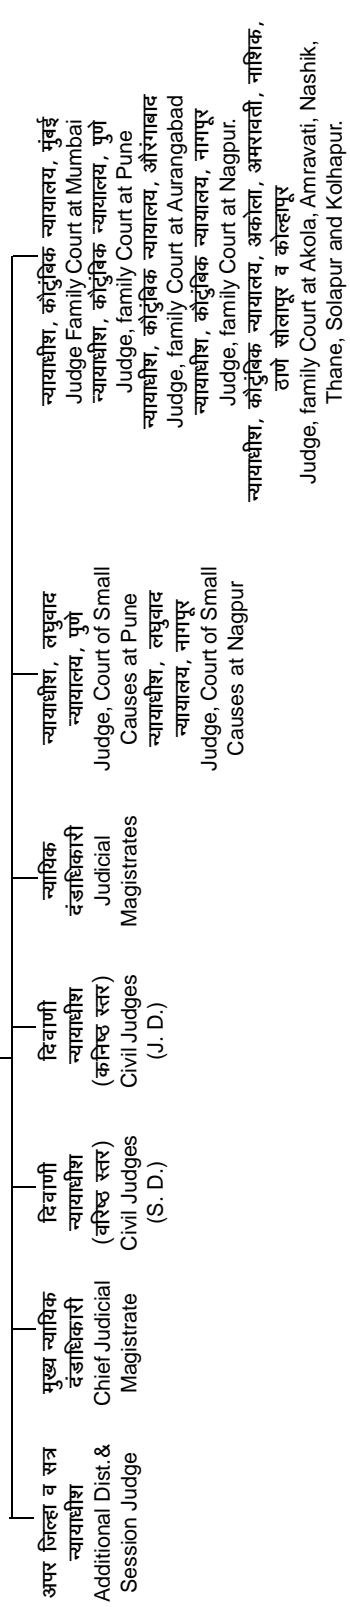 अपर जिल्हा व सत्र
न्यायाधीश
Additional Dist.&
Session Judge
मुख्य न्यायिक
दंडाधिकारी
Chief Judicial
Magistrate
दिवाणी
न्यायाधीश
(वरिष्ठ स्तर)
Civil Judges
(S. D.)
दिवाणी
न्यायाधीश
(कनिष्ठ स्तर)
Civil Judges
(J. D.)
न्यायिक
दंडाधिकारी
Judicial
Magistrates
न्यायाधीश, लघुवाद
न्यायालय, पुणे
Judge, Court of Small
Causes at Pune
न्यायाधीश, लघुवाद
न्यायालय, नागपूर
Judge, Court of Small
Causes at Nagpur
न्यायाधीश, कौटुंबिक न्यायालय, मुंबई
Judge Family Court at Mumbai
न्यायाधीश, कौटुंबिक न्यायालय, पुणे
Judge, family Court at Pune
न्यायाधीश, कौटुंबिक न्यायालय, औरंगाबाद
Judge, family Court at Aurangabad
न्यायाधीश, कौटुंबिक न्यायालय, नागपूर
Judge, family Court at Nagpur.
न्यायाधीश, कौटुंबिक न्यायालय, अकोला, अमरावती, नाशिक,
ठाणे सोलापूर व कोल्हापूर
Judge, family Court at Akola, Amravati, Nashik,
Thane, Solapur and Kolhapur.